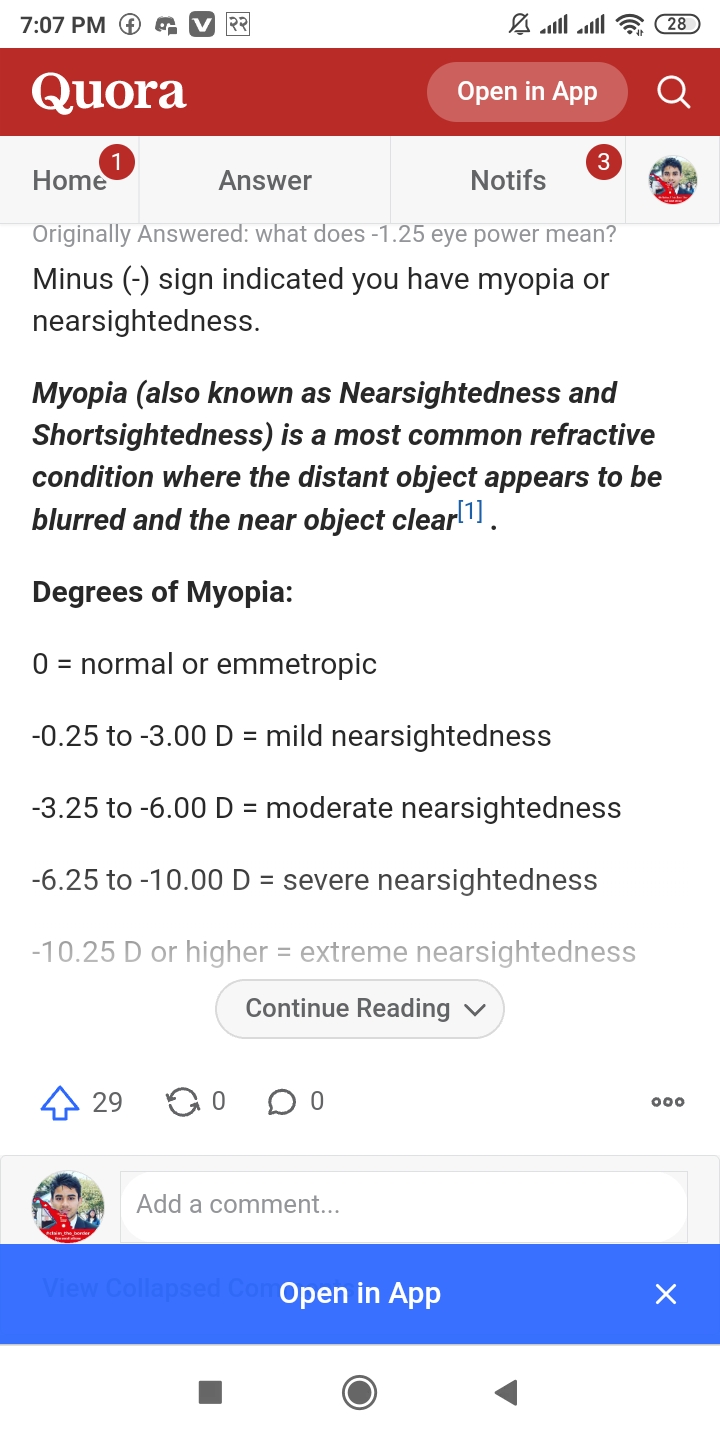 7:07 PM
२२
28
Quora
Open in App
Home
1
Answer
Notifs
3
Originally Answered: what does -1.25 eye power mean?
Minus (-) sign indicated you have myopia or
nearsightedness.
Myopia (also known as Nearsightedness and
Shortsightedness) is a most common refractive
condition where the distant object appears to be
blurred and the near object clear[1] .
Degrees of Myopia:
0 = normal or emmetropic
-0.25 to -3.00 D = mild nearsightedness
-3.25 to -6.00 D = moderate nearsightedness
-6.25 to -10.00 D = severe nearsightedness
-10.25 D or higher = extreme nearsightedness
Continue Reading
29
0
0
Add a comment...
View Collapsed
Open in App